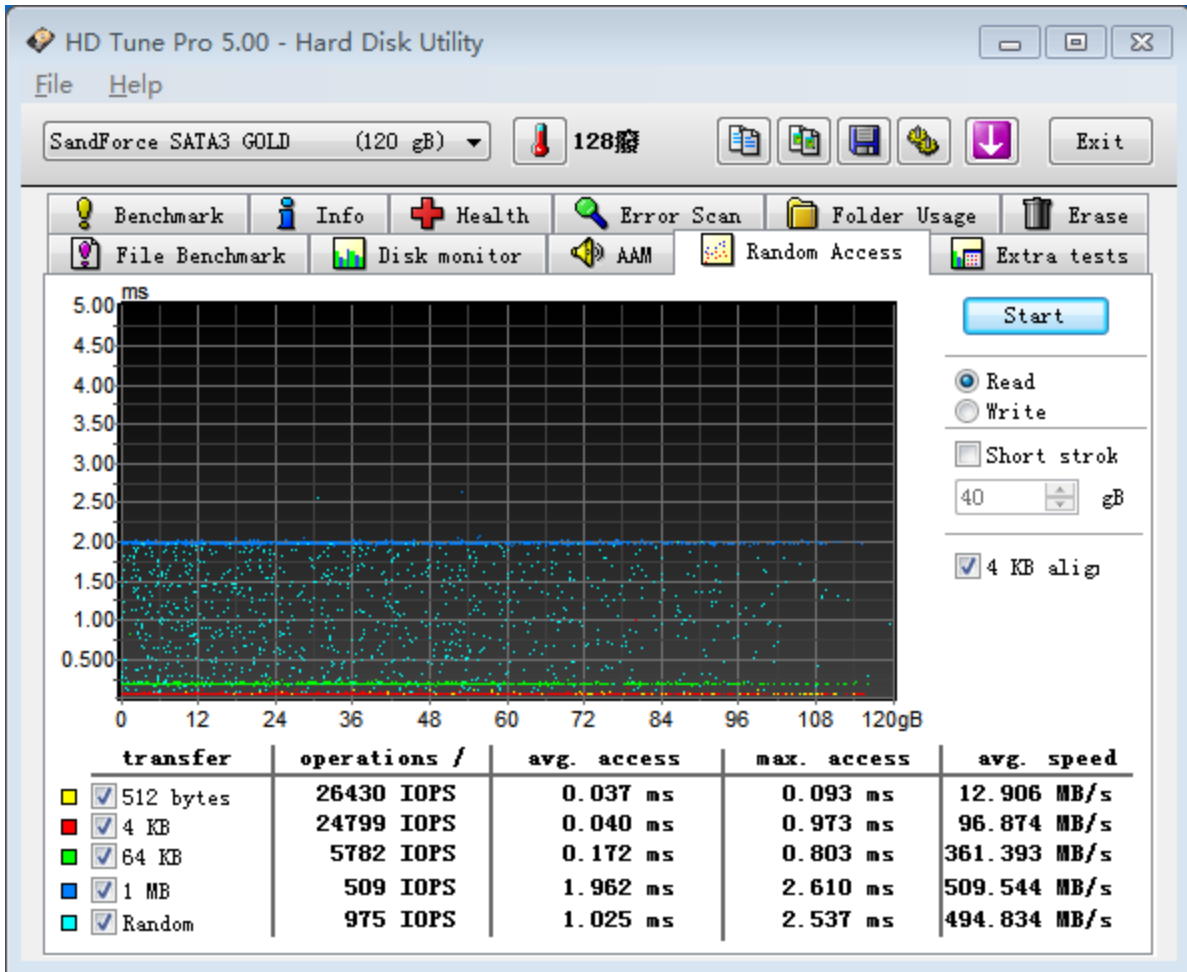 HD Tune Pro 5.00 - Hard Disk Utility
File Help
SandForce SATA3 GOLD (120 gB) 128癈 Exit
Benchmark Info Health Error Scan Folder Usage Erase
File Benchmark Disk monitor AAM Random Access Extra tests
ms
5.00
4.50
4.00
3.50
3.00
2.50
2.00
1.50
1.00
0.500
0 12 24 36 48 60 72 84 96 108 120gB
Start
Read
Write
Short strok
40 gB
4 KB align
transfer operations / avg. access max. access avg. speed
512 bytes 26430 IOPS 0.037 ms 0.093 ms 12.906 MB/s
4 KB 24799 IOPS 0.040 ms 0.973 ms 96.874 MB/s
64 KB 5782 IOPS 0.172 ms 0.803 ms 361.393 MB/s
1 MB 509 IOPS 1.962 ms 2.610 ms 509.544 MB/s
Random 975 IOPS 1.025 ms 2.537 ms 494.834 MB/s